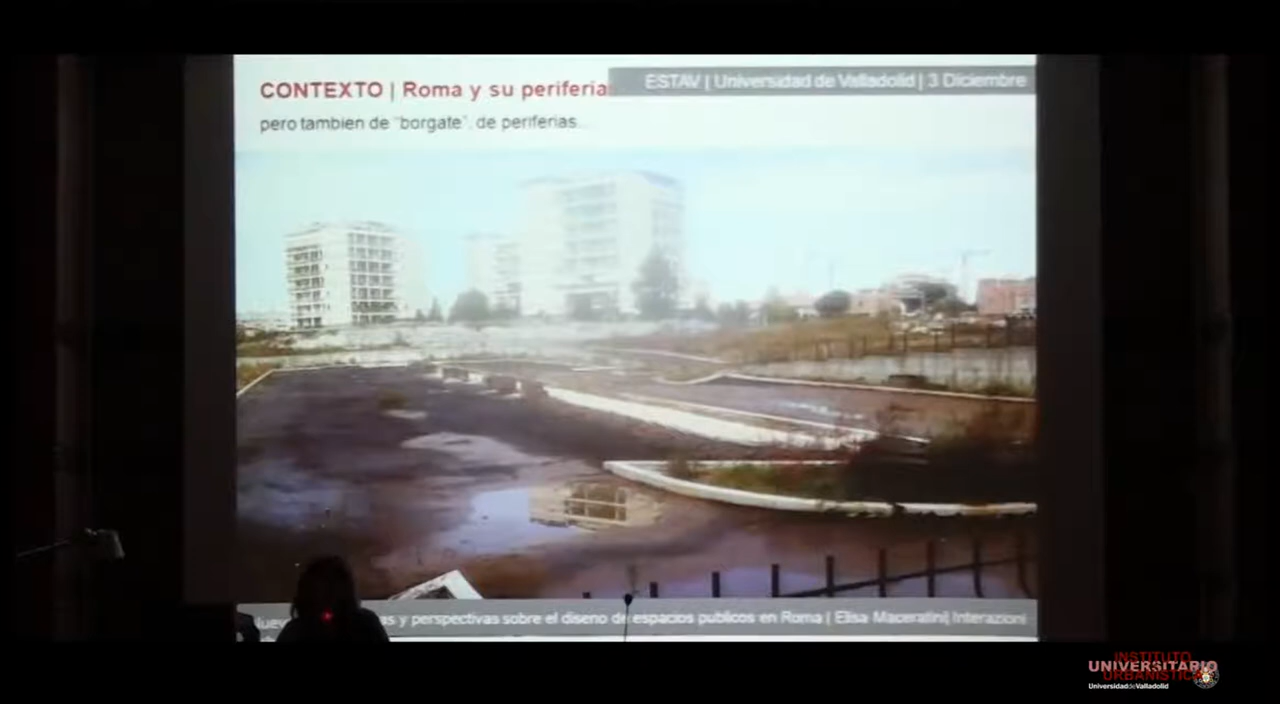 CONTEXTO | Roma y su periferia
ESTAV | Universidad de Valladolid | 3 Diciembre
pero tambien de "borgate", de periferias...
as y perspectivas sobre el diseno de espacios publicos en Roma | Elisa Maceratini| Interazioni
INSTITUTO
UNIVERSITARIO
URBANÍSTICA
Universidad de Valladolid